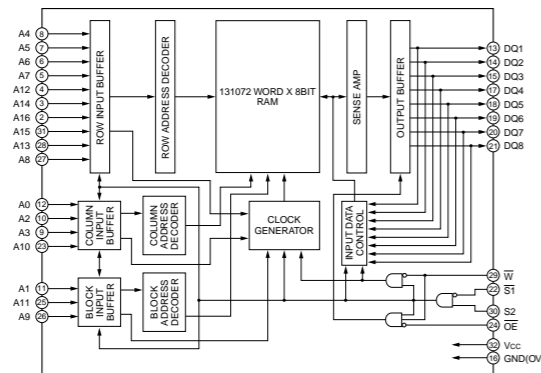 A4 8
A5 7
A6 6
A7 5
A12 4
A14 3
A16 2
A15 31
A13 28
A8 27
ROW INPUT BUFFER
ROW ADDRESS DECODER
131072 WORD X 8BIT
RAM
SENSE AMP
OUTPUT BUFFER
13 DQ1
14 DQ2
15 DQ3
17 DQ4
18 DQ5
19 DQ6
20 DQ7
21 DQ8
A0 12
A2 10
A3 9
A10 23
COLUMN
INPUT
BUFFER
COLUMN
ADDRESS
DECODER
CLOCK
GENERATOR
INPUT DATA
CONTROL
A1 11
A11 25
A9 26
BLOCK
INPUT
BUFFER
BLOCK
ADDRESS
DECODER
29 W
22 S1
30 S2
24 OE
32 Vcc
16 GND(OV